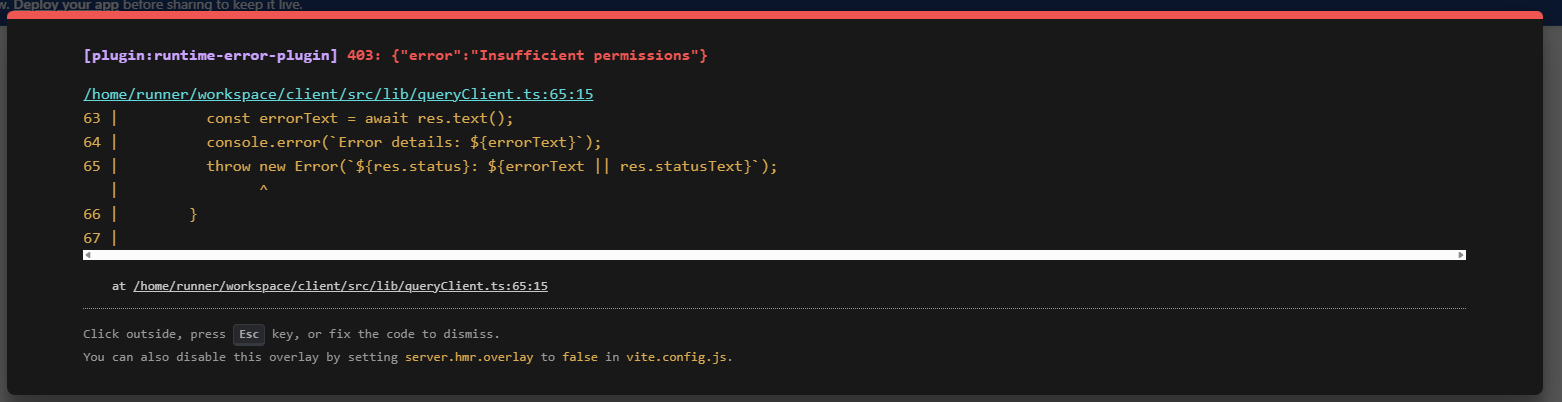 w. Deploy your app before sharing to keep it live.
[plugin:runtime-error-plugin] 403: {"error":"Insufficient permissions"}
/home/runner/workspace/client/src/lib/queryClient.ts:65:15
63 |          const errorText = await res.text();
64 |          console.error(`Error details: ${errorText}`);
65 |          throw new Error(`${res.status}: ${errorText || res.statusText}`);
   |                ^
66 |        }
67 |
at /home/runner/workspace/client/src/lib/queryClient.ts:65:15
Click outside, press Esc key, or fix the code to dismiss.
You can also disable this overlay by setting server.hmr.overlay to false in vite.config.js.